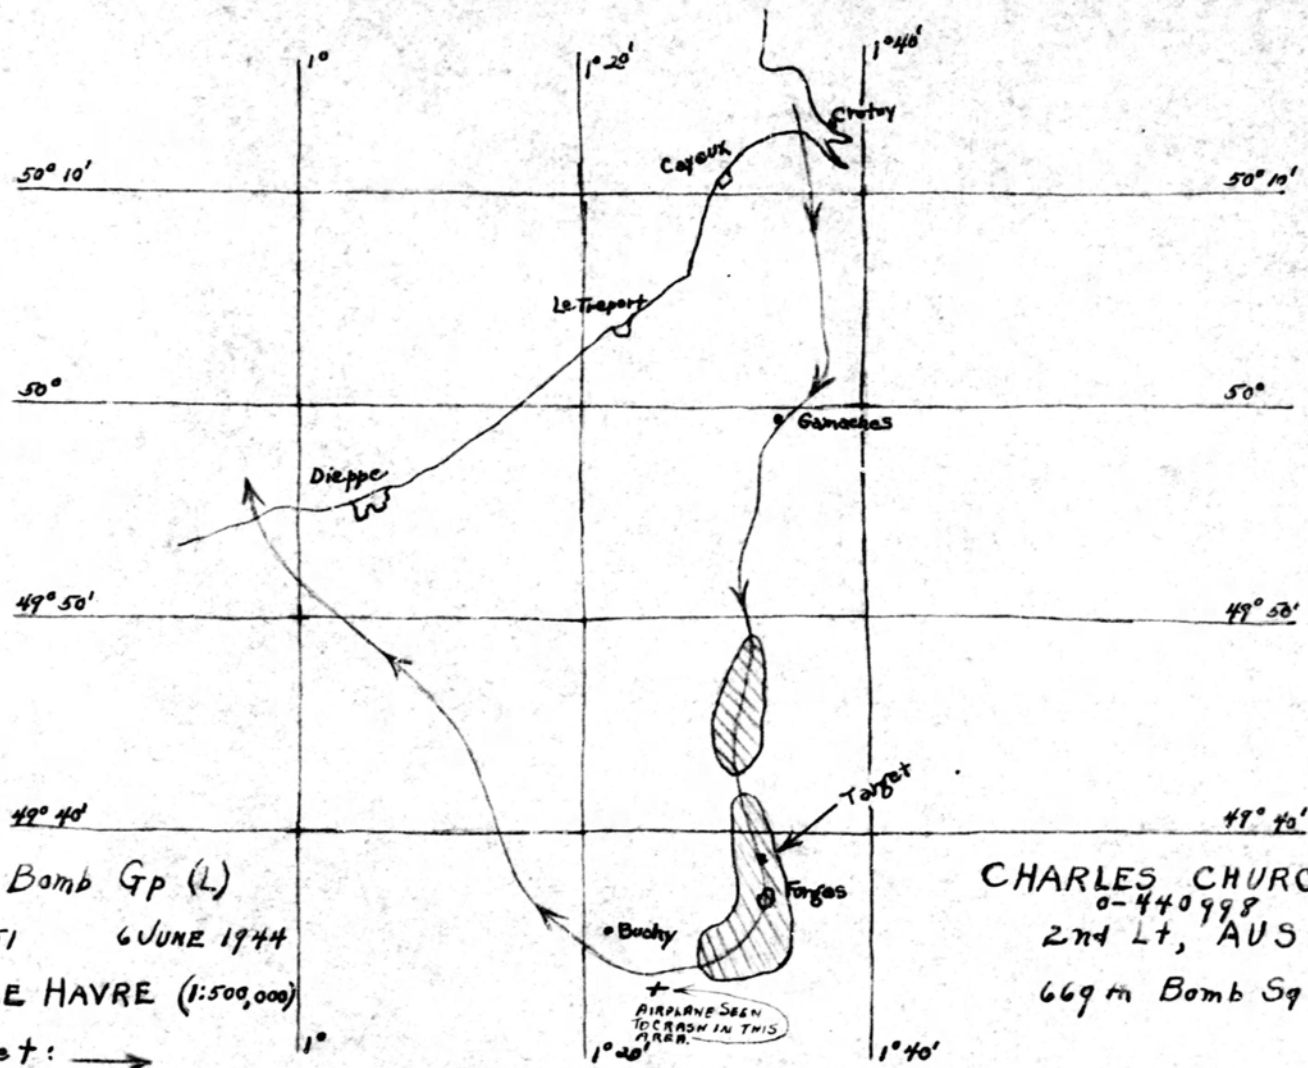 1°
1° 20'
1° 40'
Crotoy
Cayeux
50° 10'
50° 10'
Le Treport
50°
50°
Gamaches
Dieppe
49° 50'
49° 50'
Target
49° 40'
49° 40'
Bomb Gp (L)
6 JUNE 1944
E HAVRE (1:500,000)
Forges
Buchy
CHARLES CHURC
0-440998
2nd Lt, AUS
669th Bomb Sq
AIRPLANE SEEN
TO CRASH IN THIS
AREA.
1°
1° 20'
1° 40'